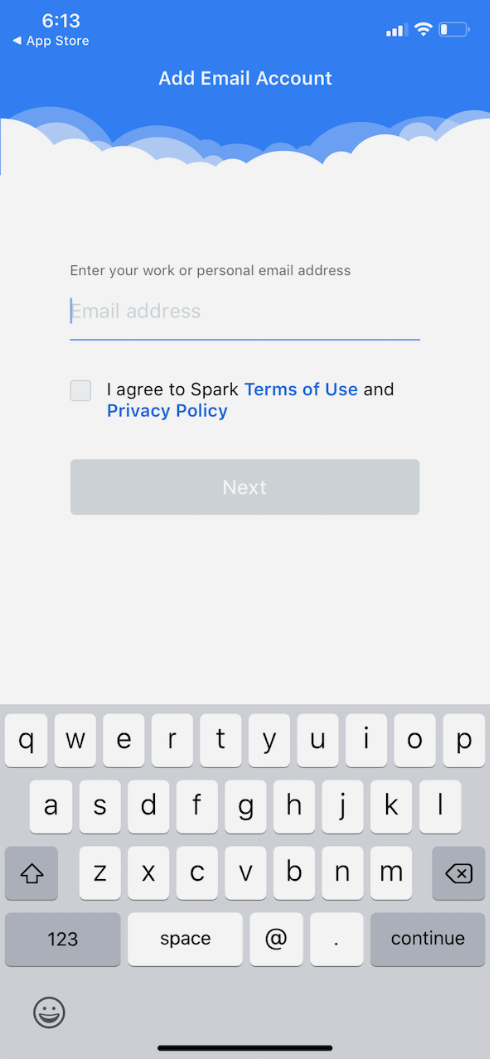 6:13
◀ App Store
Add Email Account
Enter your work or personal email address
Email address
I agree to Spark Terms of Use and
Privacy Policy
Next
q w e r t y u i o p
a s d f g h j k l
z x c v b n m
123 space @ . continue